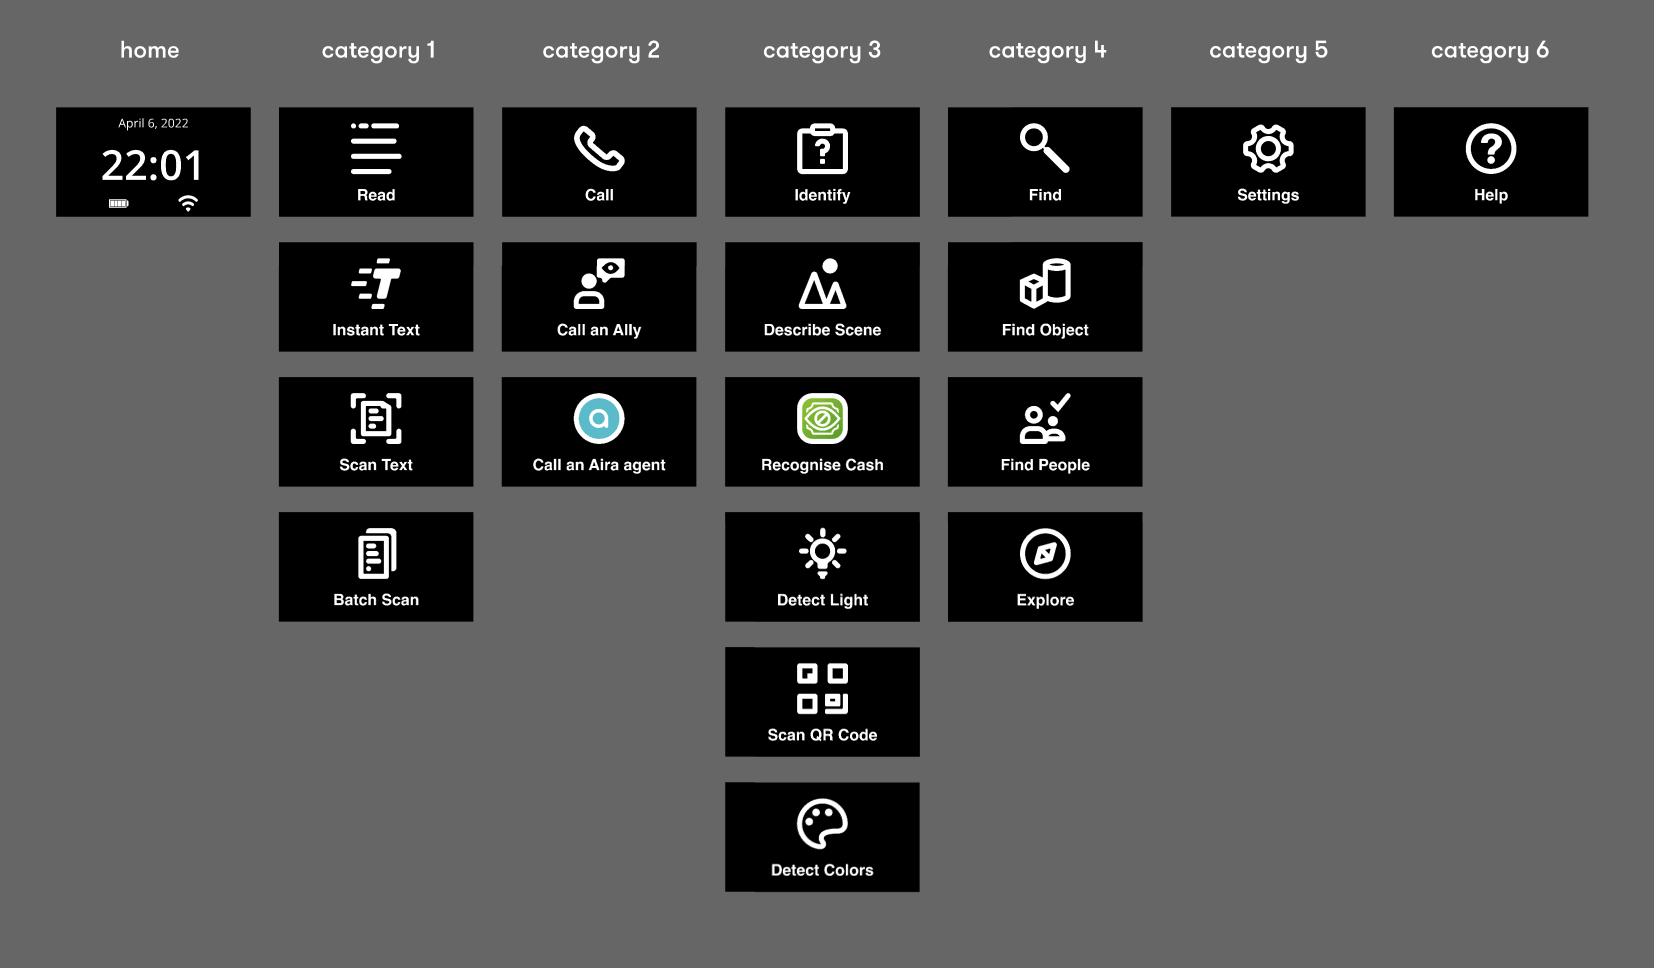 home
category 1
category 2
category 3
category 4
category 5
category 6
April 6, 2022
22:01
Read
Call
Identify
Find
Settings
Help
Instant Text
Call an Ally
Describe Scene
Find Object
Scan Text
Call an Aira agent
Recognise Cash
Find People
Batch Scan
Detect Light
Explore
Scan QR Code
Detect Colors